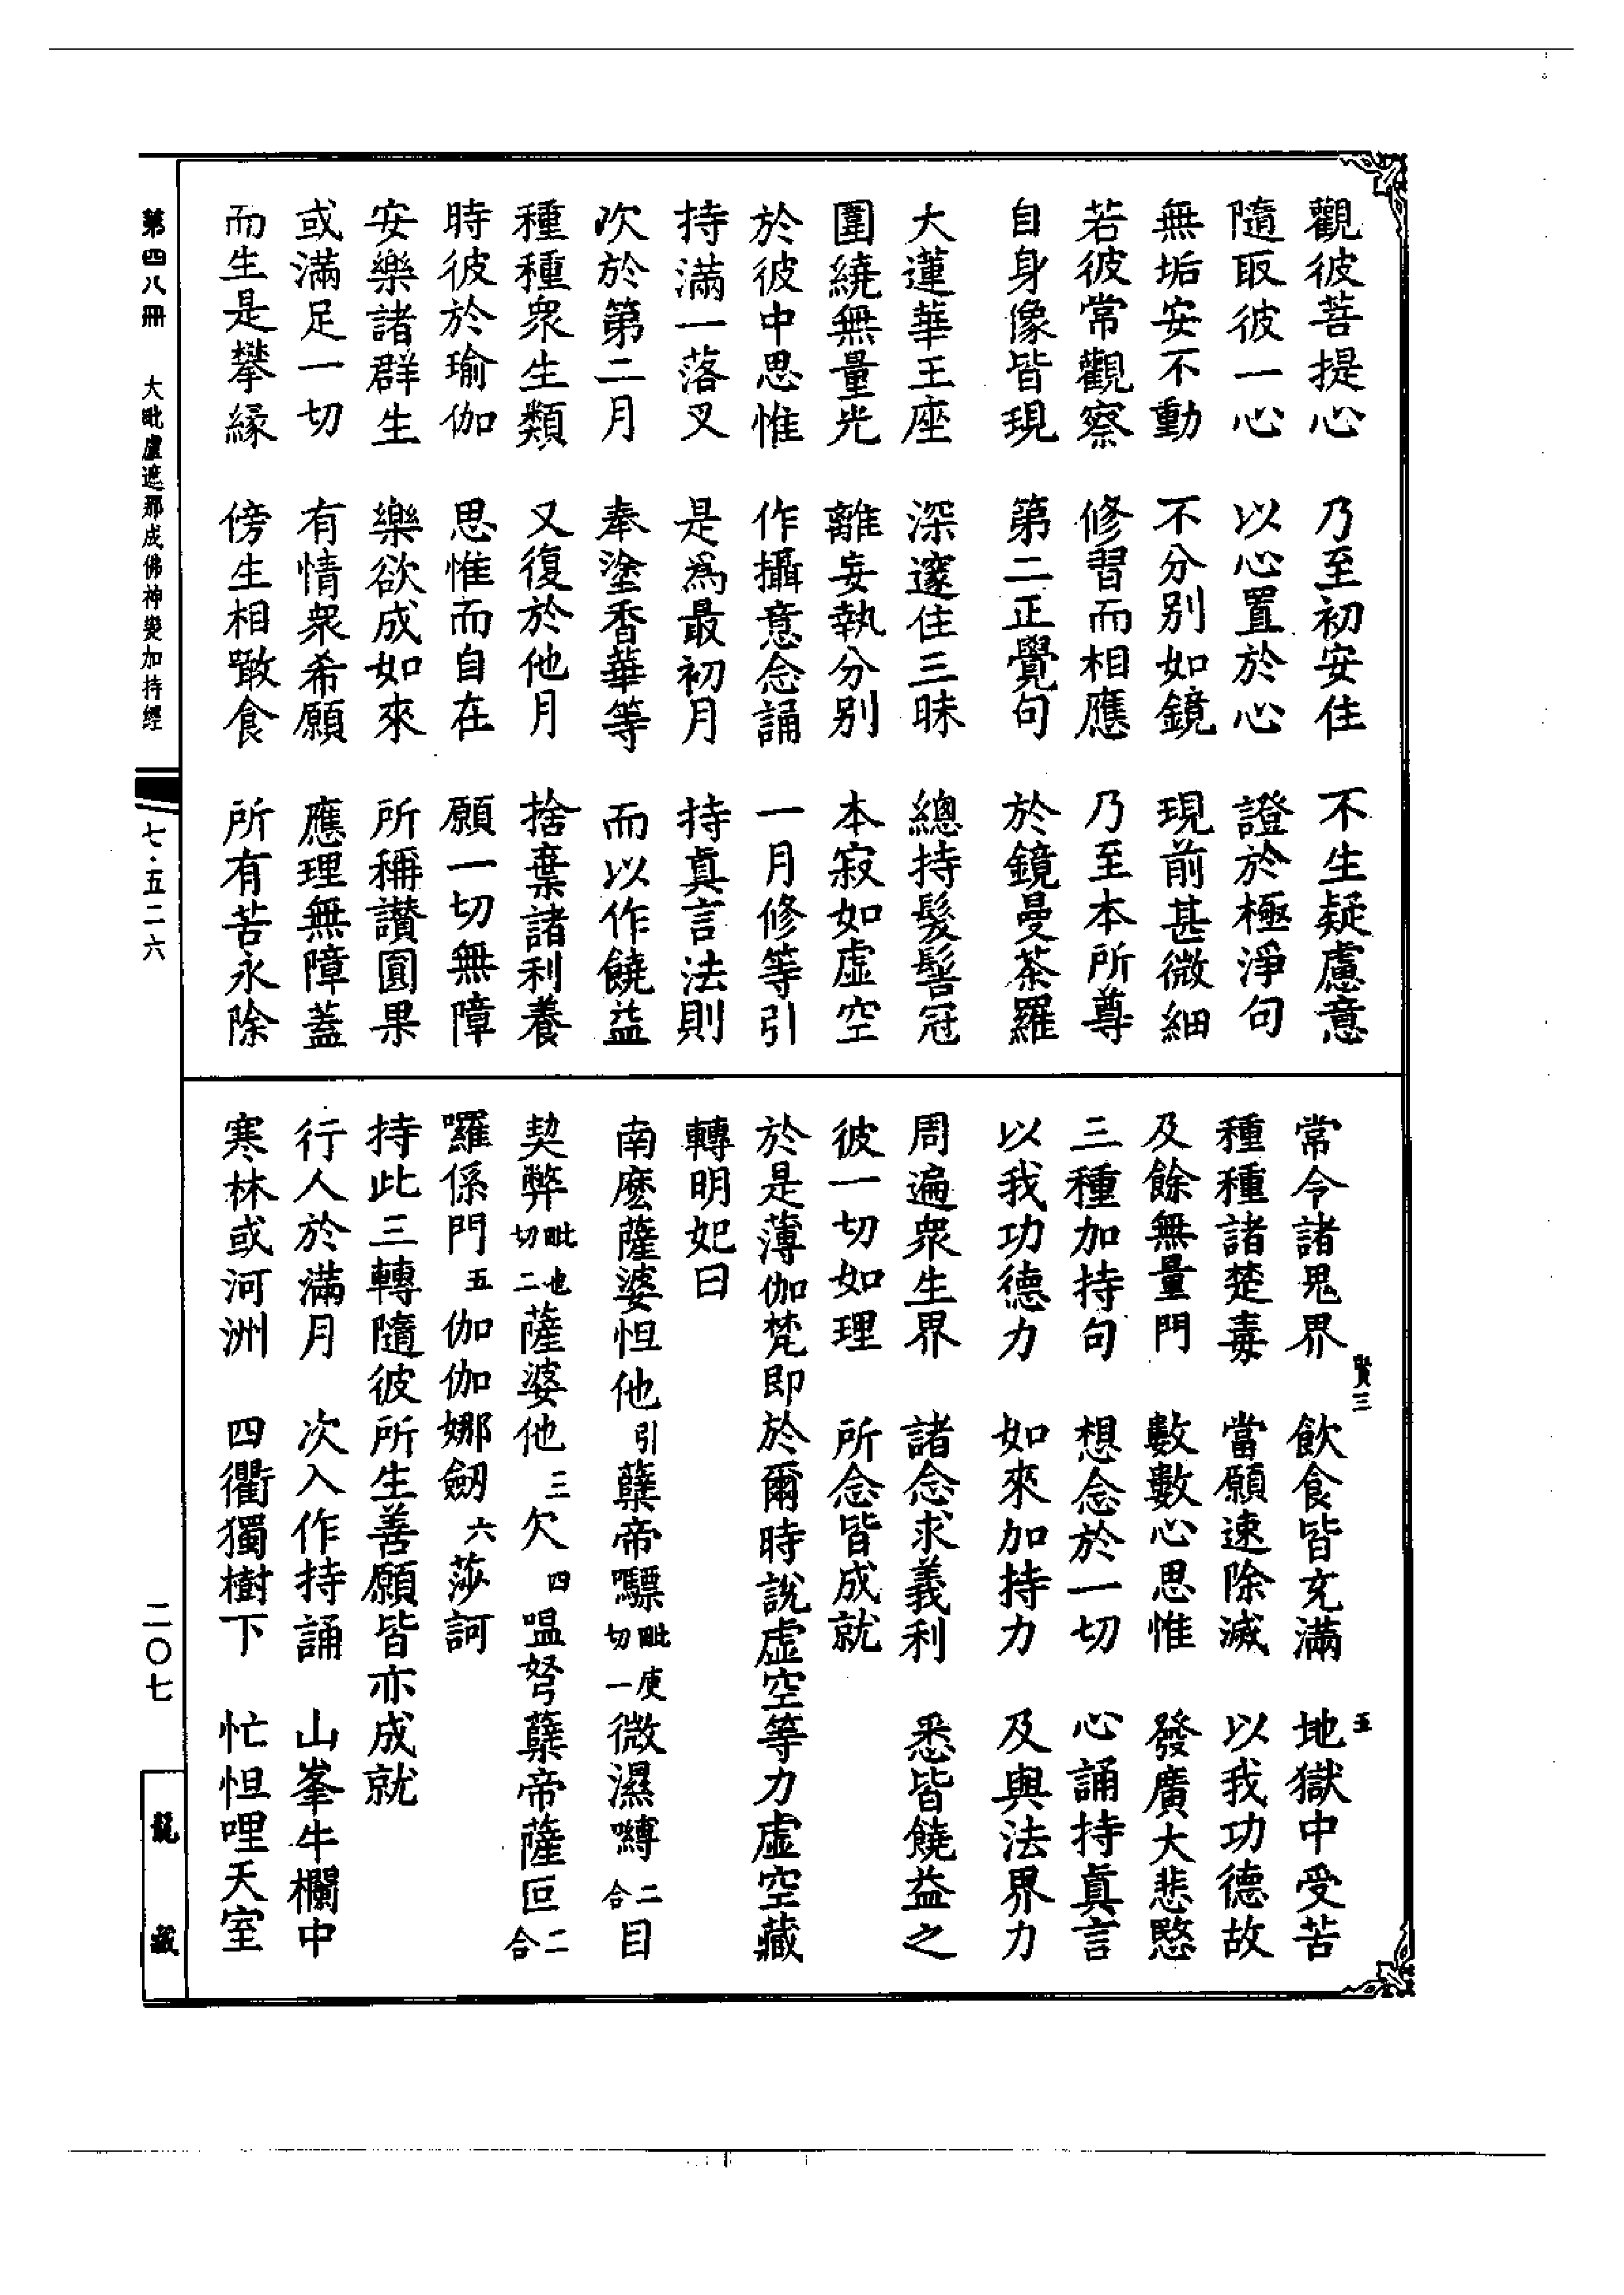 觀彼菩提心　乃至初安住　不生疑慮意
隨取彼一心　以心置於心　證於極淨句
無垢安不動　不分別如鏡　現前甚微細
若彼常觀察　修習而相應　乃至本所尊
自身像皆現　第二正覺句　於鏡曼荼羅
大蓮華王座　深邃住三昧　總持髮髻冠
圍繞無量光　離妄執分別　本寂如虛空
於彼中思惟　作攝意念誦　一月修等引
持滿一落叉　是爲最初月　持眞言法則
次於第二月　奉塗香華等　而以作饒益
種種衆生類　又復於他月　捨棄諸利養
時彼於瑜伽　思惟而自在　願一切無障
安樂諸群生　樂欲成如來　所稱讚圓果
或滿足一切　有情衆希願　應理無障蓋
而生是攀緣　傍生相噉食　所有苦永除
常令諸鬼界　飲食皆充滿　地獄中受苦
種種諸楚毒　當願速除滅　以我功德故
及餘無量門　數數心思惟　發廣大悲愍
三種加持句　想念於一切　心誦持眞言
以我功德力　如來加持力　及與法界力
周遍衆生界　諸念求義利　悉皆饒益之
彼一切如理　所念皆成就
於是薄伽梵即於爾時說虛空等力虛空藏
轉明妃曰
南麽薩婆怛他引櫱帝驃毗庾切一微濕嚩二合目
契弊毗也切二薩婆他三欠四嗢弩櫱帝薩叵二合
囉係門五伽伽娜劒六莎訶
持此三轉隨彼所生善願皆亦成就
行人於滿月　次入作持誦　山峯牛欄中
寒林或河洲　四衢獨樹下　忙怛哩天室
賢三
五
第四八冊　大毗盧遮那成佛神變加持經
七·五二六
二〇七
龍藏